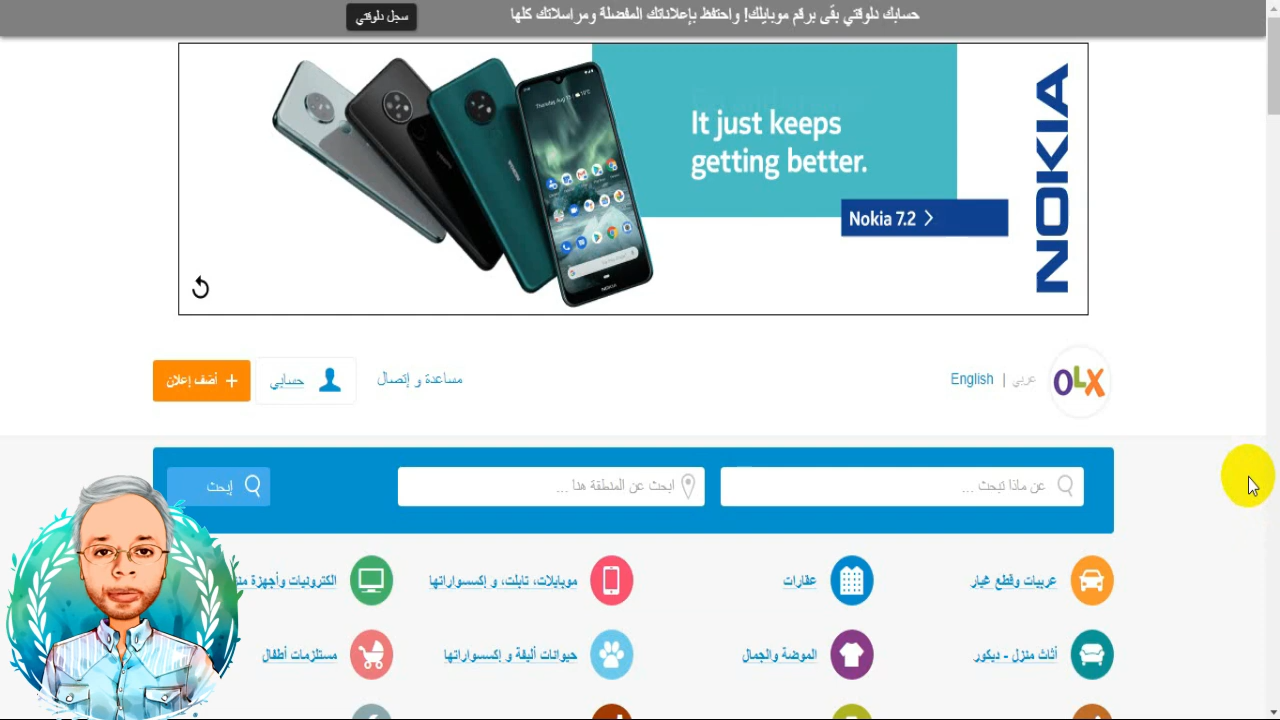 حسابك دلوقتي بقى برقم موبايلك! واحتفظ بإعلاناتك المفضلة ومراسلاتك كلها
سجل دلوقتي
It just keeps
getting better.
Nokia 7.2
NOKIA
OLX
عربي | English
مساعدة و إتصال
حسابي
أضف إعلان
عن ماذا تبحث ...
ابحث عن المنطقة هنا ...
إبحث
عربيات وقطع غيار
عقارات
موبايلات، تابلت، و إكسسواراتها
الكترونيات وأجهزة
أثاث منزل - ديكور
الموضة والجمال
حيوانات أليفة و إكسسواراتها
مستلزمات أطفال